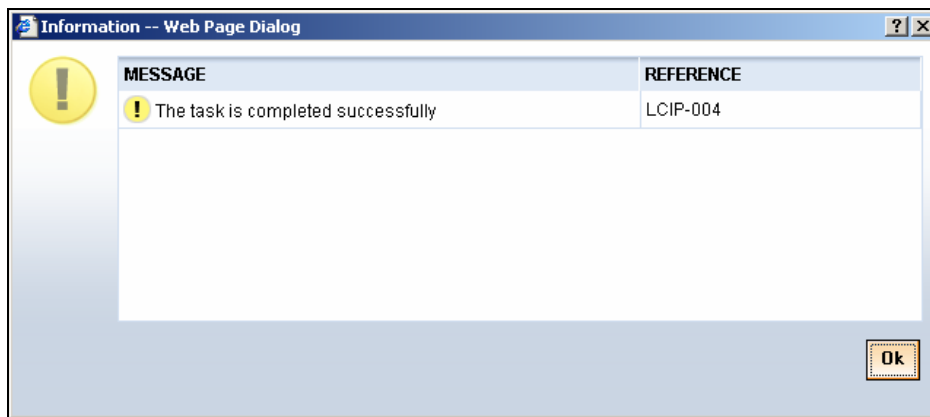 Information -- Web Page Dialog
MESSAGE REFERENCE
The task is completed successfully LCIP-004
Ok